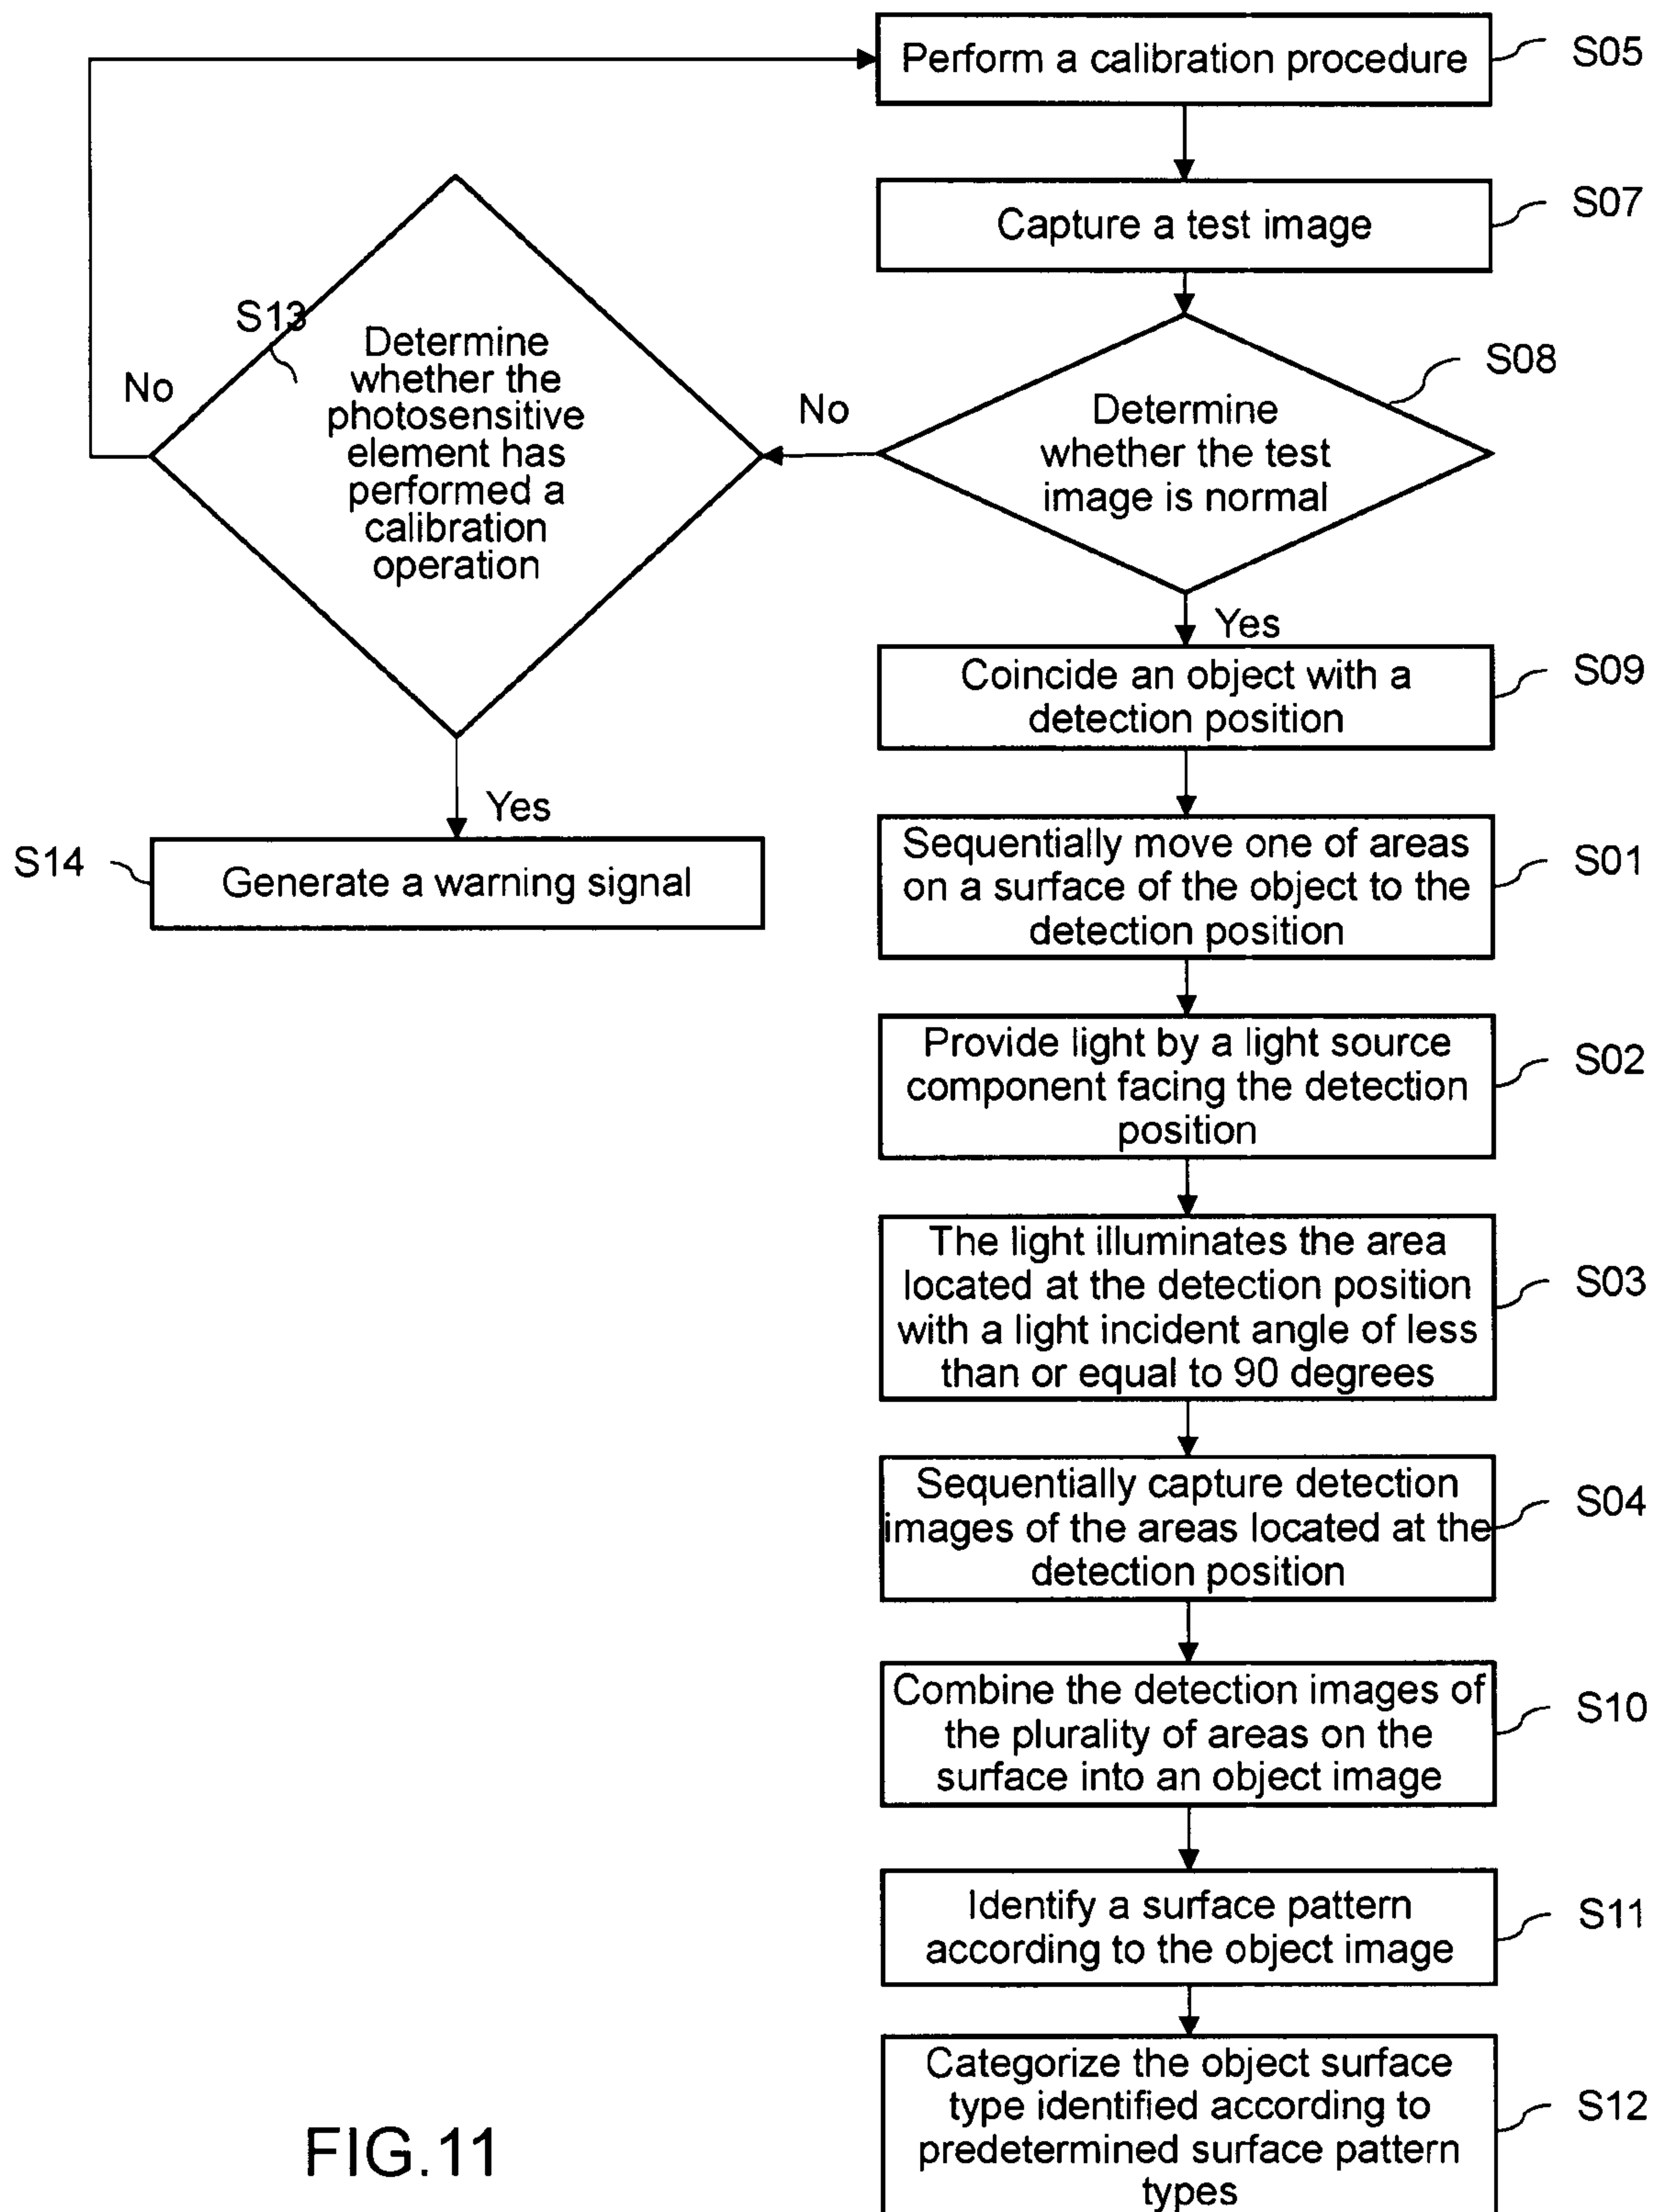 Perform a calibration procedure
S05
Capture a test image
S07
S13
Determine
whether the
photosensitive
element has
performed a
calibration
operation
No
No
Determine
whether the test
image is normal
S08
Yes
Coincide an object with a
detection position
S09
Yes
S14
Generate a warning signal
Sequentially move one of areas
on a surface of the object to the
detection position
S01
Provide light by a light source
component facing the detection
position
S02
The light illuminates the area
located at the detection position
with a light incident angle of less
than or equal to 90 degrees
S03
Sequentially capture detection
images of the areas located at the
detection position
S04
Combine the detection images of
the plurality of areas on the
surface into an object image
S10
Identify a surface pattern
according to the object image
S11
Categorize the object surface
type identified according to
predetermined surface pattern
types
S12
FIG.11